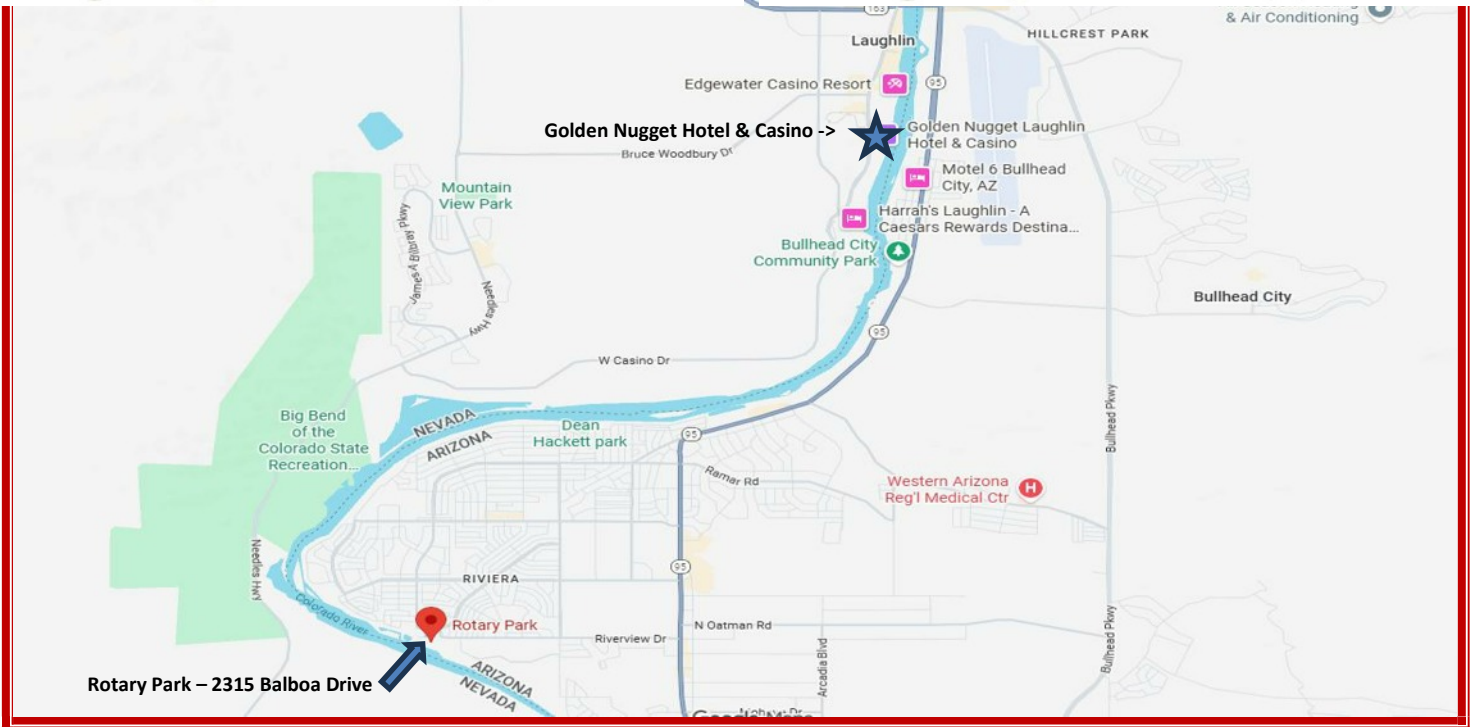 163
& Air Conditioning
Laughlin
HILLCREST PARK
Edgewater Casino Resort
95
Golden Nugget Hotel & Casino ->
Golden Nugget Laughlin
Hotel & Casino
Bruce Woodbury Dr
Motel 6 Bullhead
City, AZ
Mountain
View Park
Harrah's Laughlin - A
Caesars Rewards Destina...
James A Bilbray Pkwy
Bullhead City
Community Park
Needles Hwy
Bullhead City
95
W Casino Dr
Bullhead Pkwy
Big Bend
of the
Colorado State
Recreation...
NEVADA
ARIZONA
Dean
Hackett park
95
Ramar Rd
Western Arizona
Reg'l Medical Ctr
H
Needles Hwy
95
RIVIERA
Colorado River
Rotary Park
Riverview Dr
N Oatman Rd
Arcadia Blvd
Bullhead Pkwy
ARIZONA
NEVADA
Rotary Park – 2315 Balboa Drive